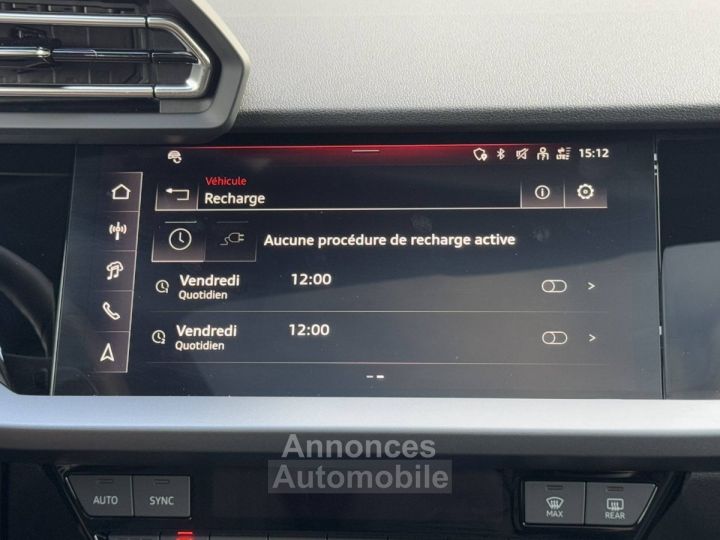 15:12
Véhicule
Recharge
Aucune procédure de recharge active
Vendredi 12:00
Quotidien
Vendredi 12:00
Quotidien
Annonces
Automobile
AUTO
SYNC
MAX
REAR